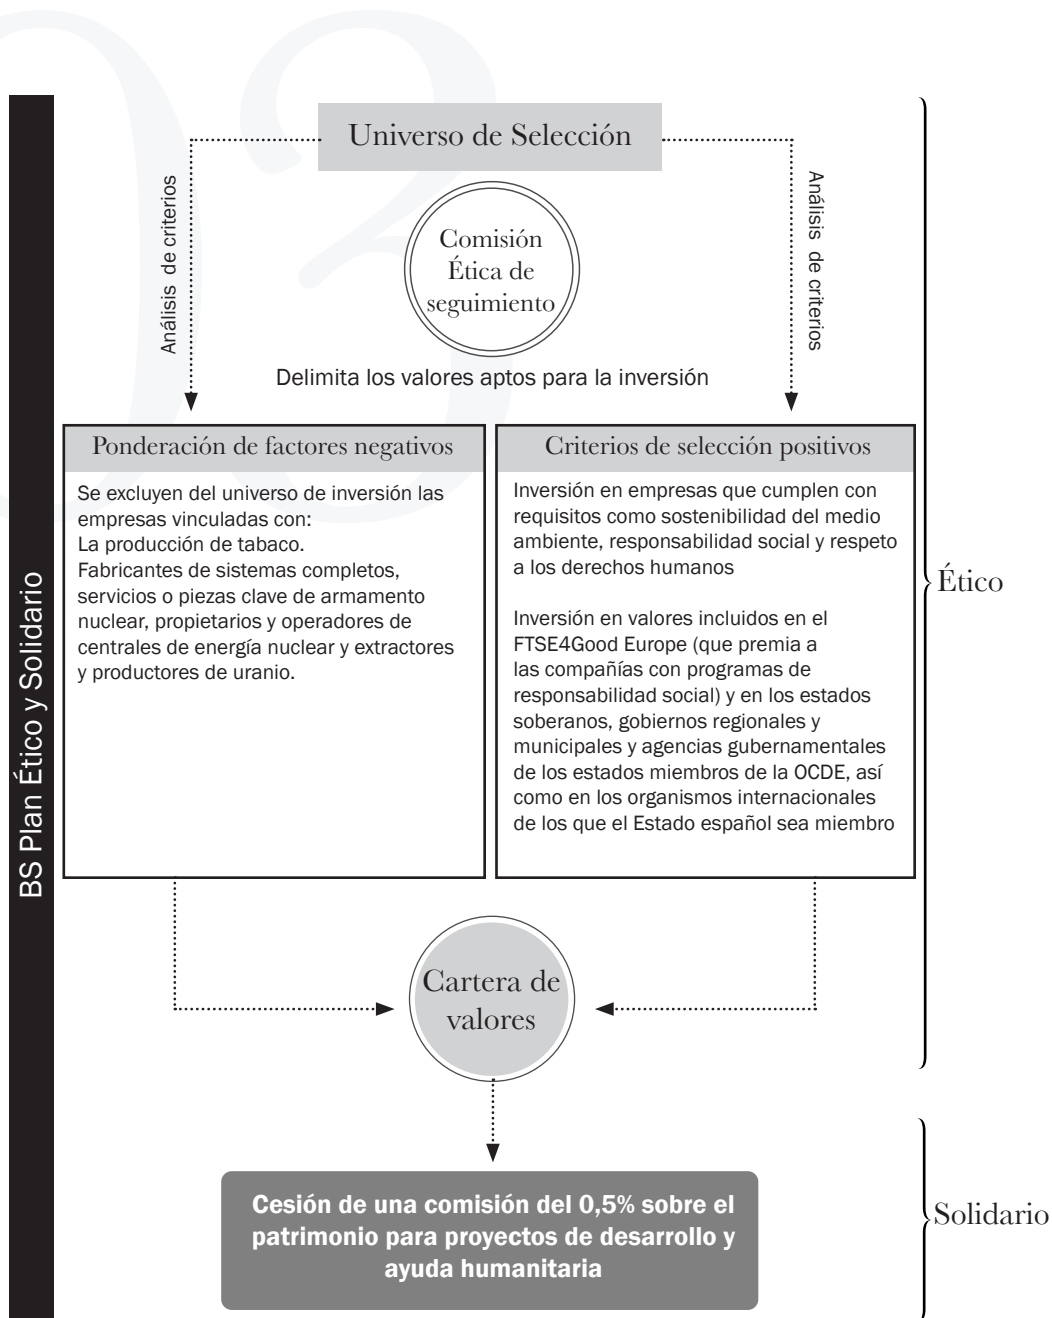 03
BS Plan Ético y Solidario
Universo de Selección
Análisis de criterios
Análisis de criterios
Comisión
Ética de
seguimiento
Delimita los valores aptos para la inversión
Ponderación de factores negativos
Se excluyen del universo de inversión las
empresas vinculadas con:
La producción de tabaco.
Fabricantes de sistemas completos,
servicios o piezas clave de armamento
nuclear, propietarios y operadores de
centrales de energía nuclear y extractores
y productores de uranio.
Criterios de selección positivos
Inversión en empresas que cumplen con
requisitos como sostenibilidad del medio
ambiente, responsabilidad social y respeto
a los derechos humanos
Inversión en valores incluidos en el
FTSE4Good Europe (que premia a
las compañías con programas de
responsabilidad social) y en los estados
soberanos, gobiernos regionales y
municipales y agencias gubernamentales
de los estados miembros de la OCDE, así
como en los organismos internacionales
de los que el Estado español sea miembro
Ético
Cartera de
valores
Cesión de una comisión del 0,5% sobre el
patrimonio para proyectos de desarrollo y
ayuda humanitaria
Solidario